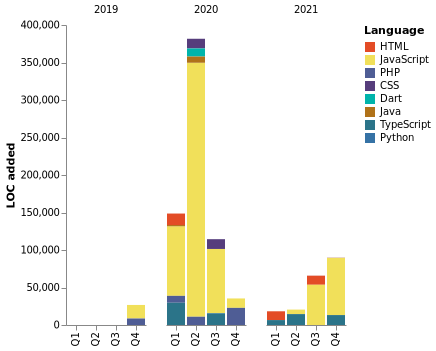 2019 2020 2021
400,000
350,000
300,000
250,000
200,000
150,000
100,000
50,000
0
LOC added
Q1 Q2 Q3 Q4 Q1 Q2 Q3 Q4 Q1 Q2 Q3 Q4
Language
HTML
JavaScript
PHP
CSS
Dart
Java
TypeScript
Python